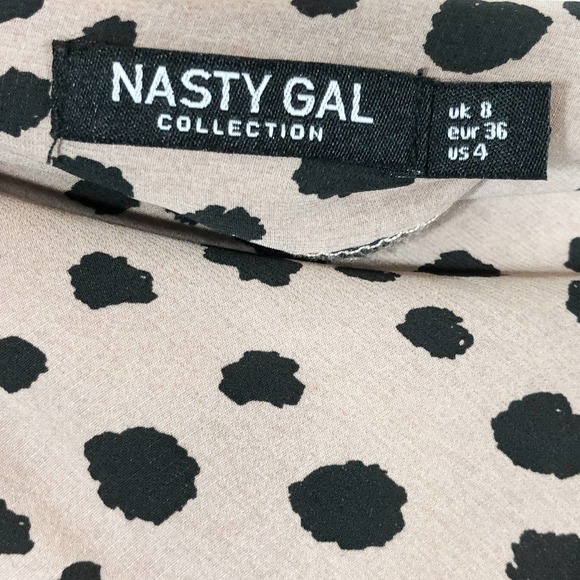 NASTY GAL
COLLECTION
uk 8
eur 36
us 4